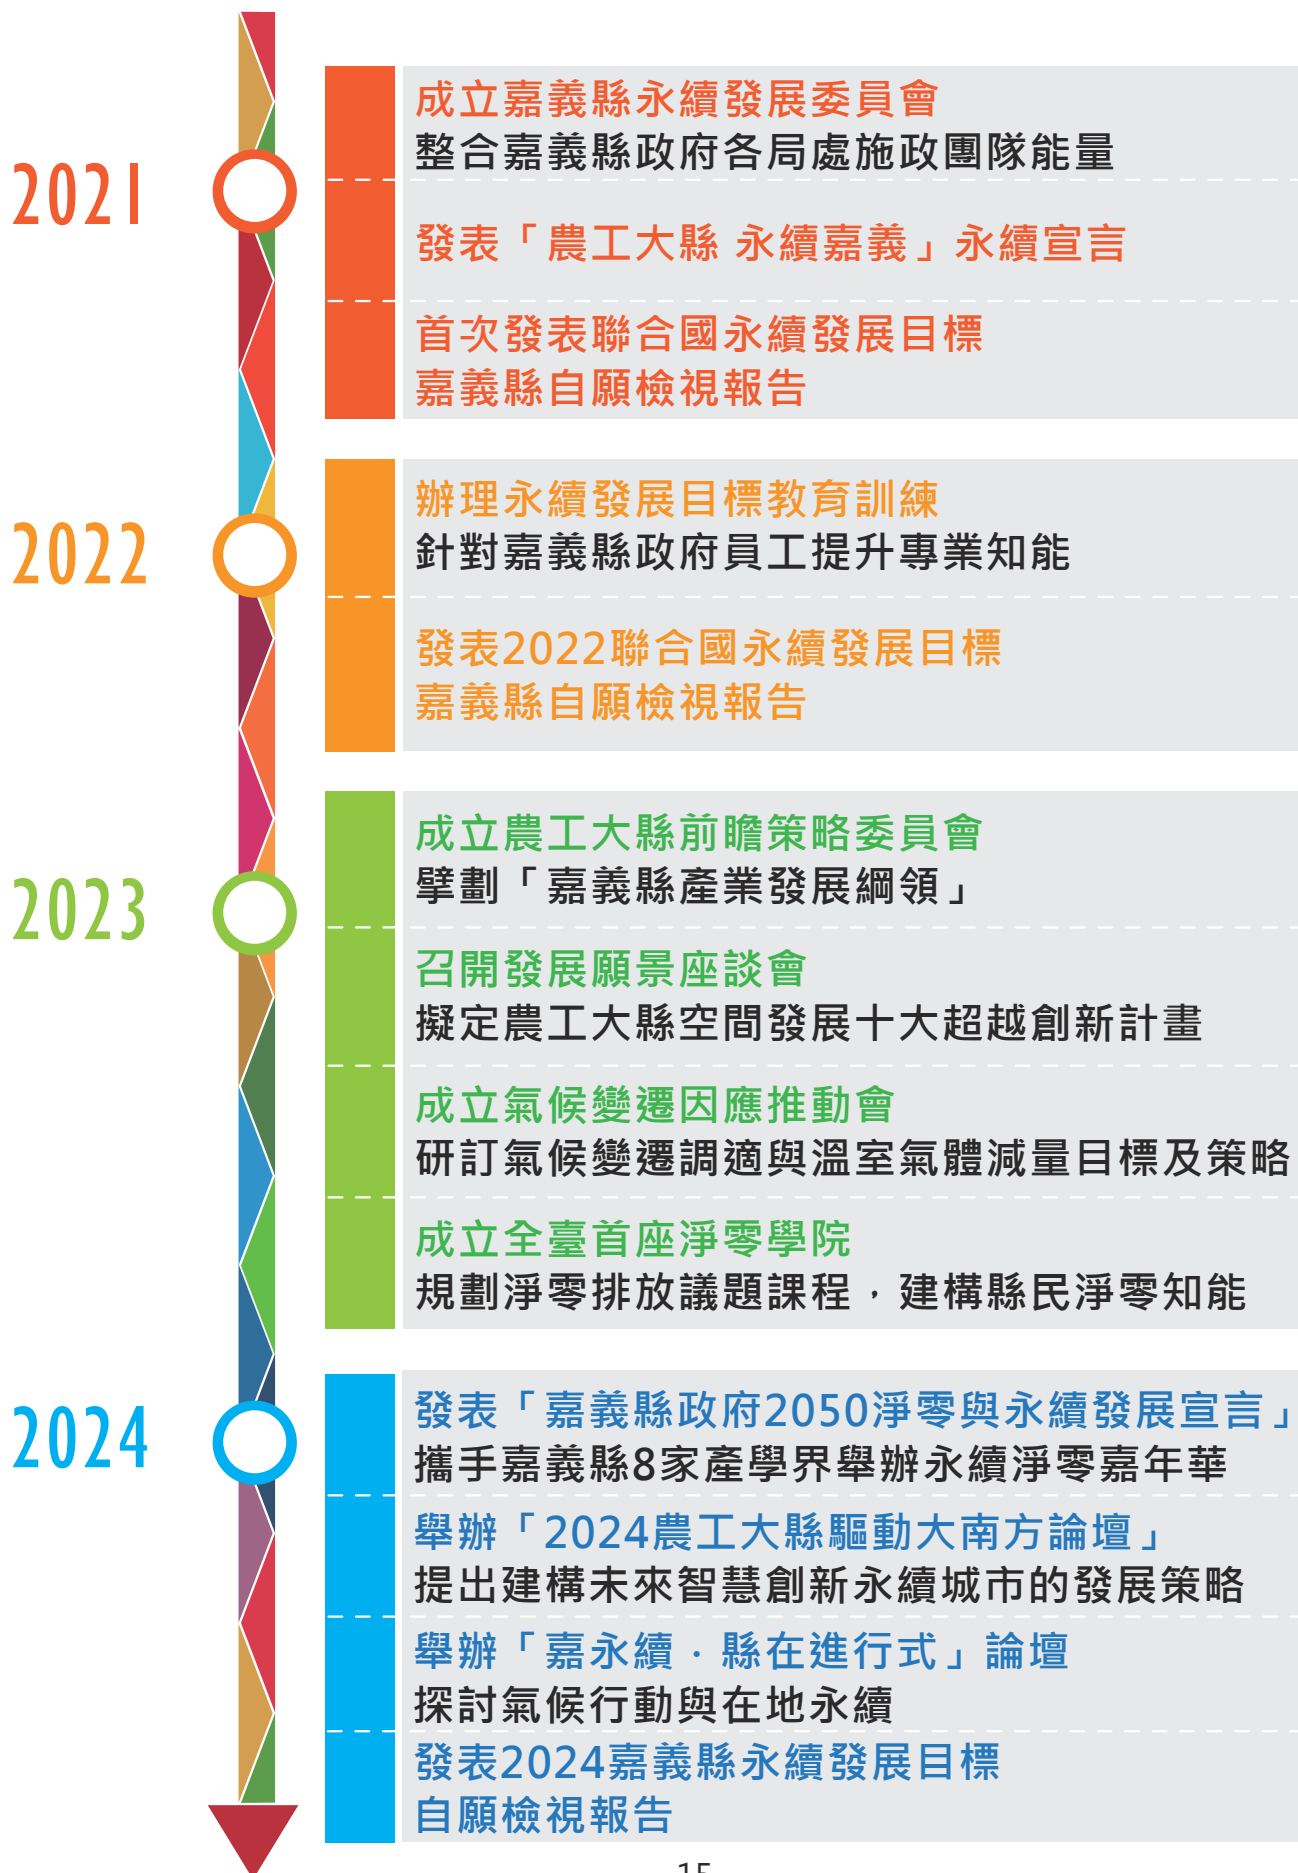 2021
成立嘉義縣永續發展委員會
整合嘉義縣政府各局處施政團隊能量
發表「農工大縣 永續嘉義」永續宣言
首次發表聯合國永續發展目標
嘉義縣自願檢視報告
2022
辦理永續發展目標教育訓練
針對嘉義縣政府員工提升專業知能
發表2022聯合國永續發展目標
嘉義縣自願檢視報告
2023
成立農工大縣前瞻策略委員會
擘劃「嘉義縣產業發展綱領」
召開發展願景座談會
擬定農工大縣空間發展十大超越創新計畫
成立氣候變遷因應推動會
研訂氣候變遷調適與溫室氣體減量目標及策略
成立全臺首座淨零學院
規劃淨零排放議題課程，建構縣民淨零知能
2024
發表「嘉義縣政府2050淨零與永續發展宣言」
攜手嘉義縣8家產學界舉辦永續淨零嘉年華
舉辦「2024農工大縣驅動大南方論壇」
提出建構未來智慧創新永續城市的發展策略
舉辦「嘉永續．縣在進行式」論壇
探討氣候行動與在地永續
發表2024嘉義縣永續發展目標
自願檢視報告
15